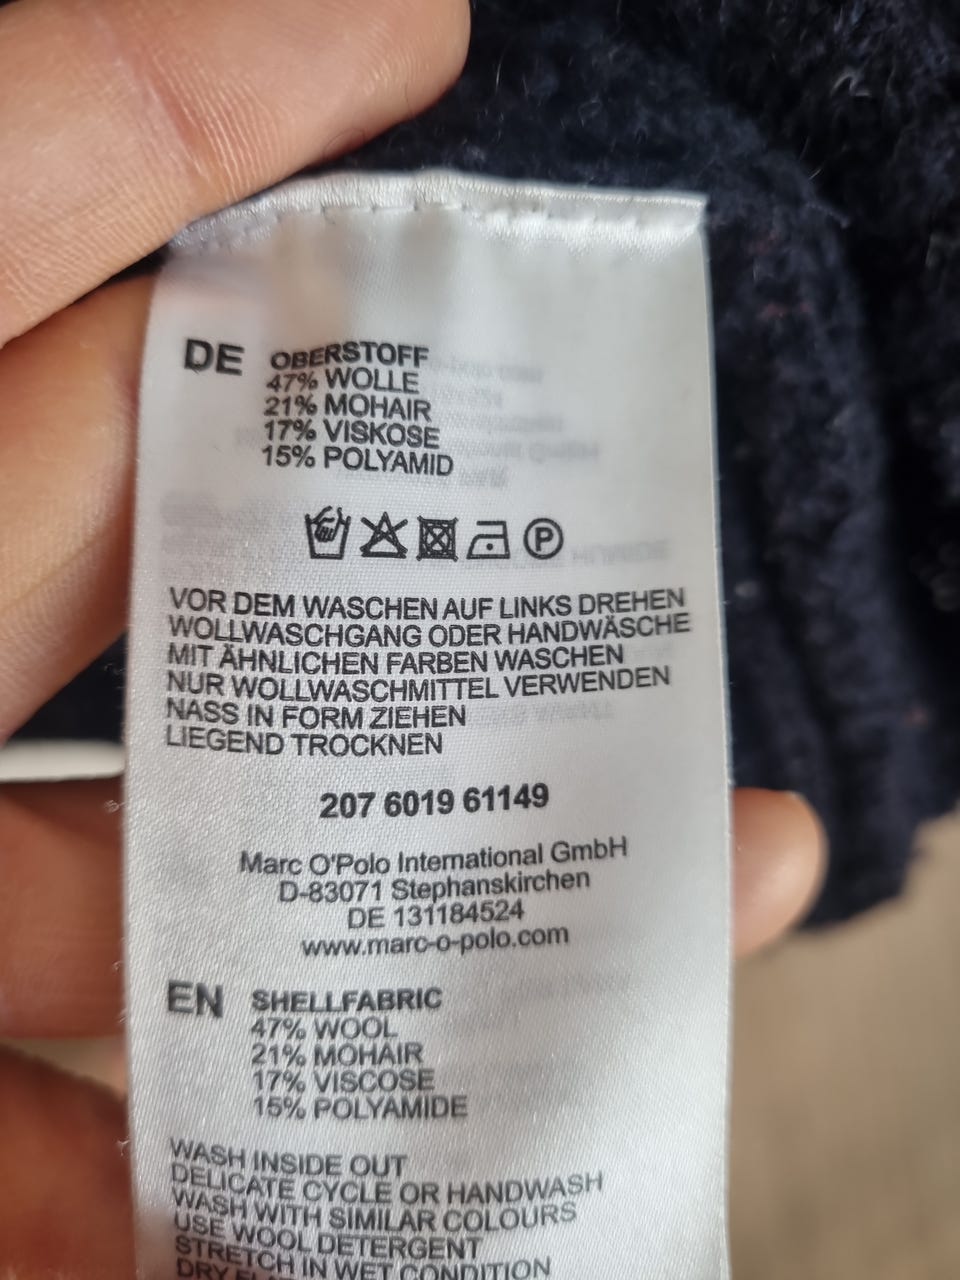 DE OBERSTOFF
47% WOLLE
21% MOHAIR
17% VISKOSE
15% POLYAMID
P
VOR DEM WASCHEN AUF LINKS DREHEN
WOLLWASCHGANG ODER HANDWÄSCHE
MIT ÄHNLICHEN FARBEN WASCHEN
NUR WOLLWASCHMITTEL VERWENDEN
NASS IN FORM ZIEHEN
LIEGEND TROCKNEN
207 6019 61149
Marc O'Polo International GmbH
D-83071 Stephanskirchen
DE 131184524
www.marc-o-polo.com
EN SHELLFABRIC
47% WOOL
21% MOHAIR
17% VISCOSE
15% POLYAMIDE
WASH INSIDE OUT
DELICATE CYCLE OR HANDWASH
WASH WITH SIMILAR COLOURS
USE WOOL DETERGENT
STRETCH IN WET CONDITION
DRY